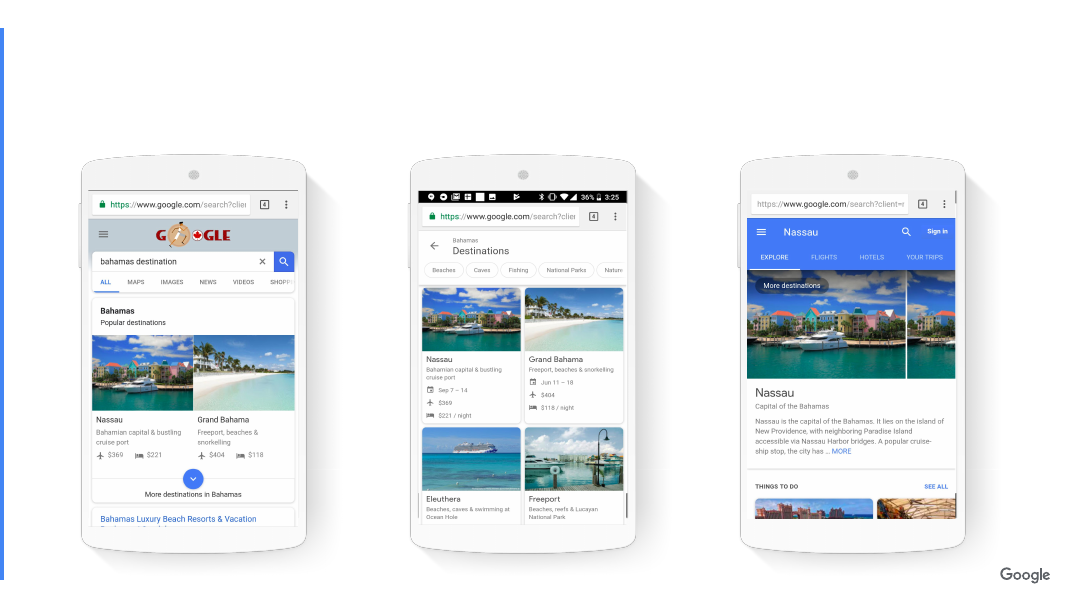 https://www.google.com/search?clien
4
GOOGLE
bahamas destination
ALL MAPS IMAGES NEWS VIDEOS SHOPPI
Bahamas
Popular destinations
Nassau
Bahamian capital & bustling
cruise port
$369 $221
Grand Bahama
Freeport, beaches &
snorkelling
$404 $118
More destinations in Bahamas
Bahamas Luxury Beach Resorts & Vacation
36% 3:25
https://www.google.com/search?clien
4
Bahamas
Destinations
Beaches Caves Fishing National Parks Nature
Nassau
Bahamian capital & bustling
cruise port
Sep 7 – 14
$369
$221 / night
Grand Bahama
Freeport, beaches & snorkelling
Jun 11 – 18
$404
$118 / night
Eleuthera
Beaches, caves & swimming at
Ocean Hole
Freeport
Beaches, reefs & Lucayan
National Park
https://www.google.com/search?client=s
4
Nassau Sign in
EXPLORE FLIGHTS HOTELS YOUR TRIPS
More destinations
Nassau
Capital of the Bahamas
Nassau is the capital of the Bahamas. It lies on the island of
New Providence, with neighboring Paradise Island
accessible via Nassau Harbor bridges. A popular cruise-
ship stop, the city has ... MORE
THINGS TO DO SEE ALL
Google